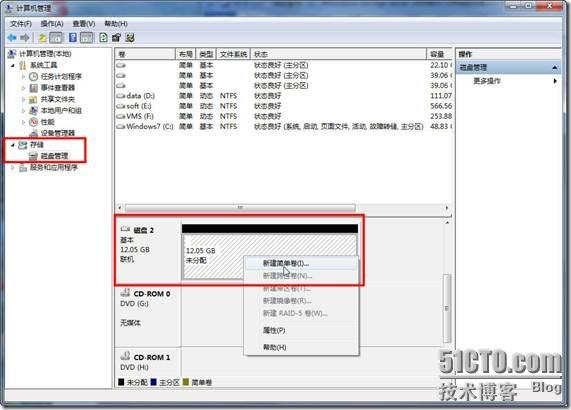 计算机管理
文件(F) 操作(A) 查看(V) 帮助(H)
计算机管理(本地)
系统工具
任务计划程序
事件查看器
共享文件夹
本地用户和组
性能
设备管理器
存储
磁盘管理
服务和应用程序
卷 布局 类型 文件系统 状态 容量
简单 基本 状态良好 (主分区) 22.10 G
简单 基本 状态良好 (主分区) 39.06 G
简单 基本 状态良好 (主分区) 39.06 G
data (D:) 简单 基本 NTFS 状态良好 111.07
soft (E:) 简单 基本 NTFS 状态良好 566.56
VMS (F:) 简单 基本 NTFS 状态良好 253.88
Windows7 (C:) 简单 基本 NTFS 状态良好 (系统, 启动, 页面文件, 活动, 故障转储, 主分区) 48.83 G
操作
磁盘管理
更多操作
磁盘 2
基本
12.05 GB
联机
12.05 GB
未分配
新建简单卷(I)...
新建跨区卷(N)...
新建带区卷(T)...
新建镜像卷(R)...
新建 RAID-5 卷(W)...
属性(P)
帮助(H)
CD-ROM 0
DVD (G:)
无媒体
CD-ROM 1
DVD (H:)
未分配 主分区 简单卷
51CTO.com
技术博客 Blog